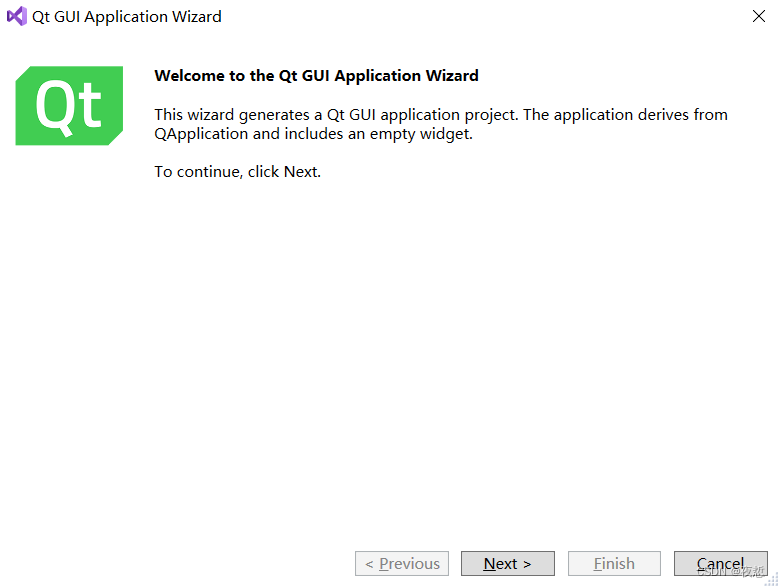 Qt GUI Application Wizard
Qt
Welcome to the Qt GUI Application Wizard
This wizard generates a Qt GUI application project. The application derives from
QApplication and includes an empty widget.
To continue, click Next.
< Previous
Next >
Finish
Cancel
CSDN @夜悊